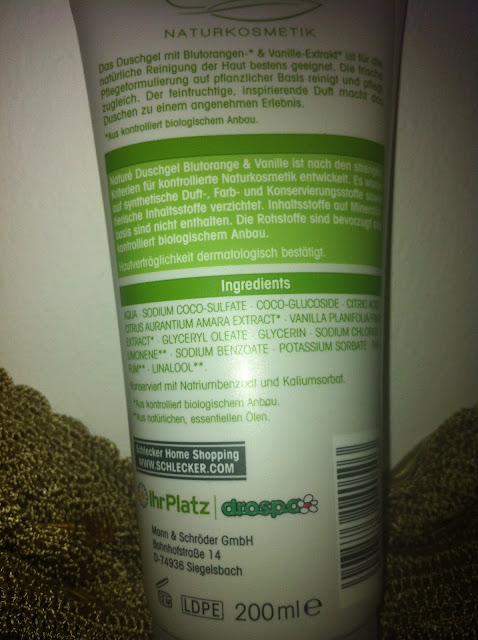 NATURKOSMETIK
Das Duschgel mit Blutorangen-* & Vanille-Extrakt* ist für die
natürliche Reinigung der Haut bestens geeignet. Die frische
Pflegeformulierung auf pflanzlicher Basis reinigt und pflegt
zugleich. Der feinfruchtige, inspirierende Duft macht das
Duschen zu einem angenehmen Erlebnis.
*Aus kontrolliert biologischem Anbau.
Naturé Duschgel Blutorange & Vanille ist nach den strengen
Kriterien für kontrollierte Naturkosmetik entwickelt. Es
auf synthetische Duft-, Farb- und Konservierungsstoffe sowie
tierische Inhaltsstoffe verzichtet. Inhaltsstoffe auf
basis sind nicht enthalten. Die Rohstoffe sind bevorzugt
kontrolliert biologischem Anbau.
Hautverträglichkeit dermatologisch bestätigt.
Ingredients
AQUA · SODIUM COCO-SULFATE · COCO-GLUCOSIDE · CITRIC ACID
CITRUS AURANTIUM AMARA EXTRACT* · VANILLA PLANIFOLIA
EXTRACT* · GLYCERYL OLEATE · GLYCERIN · SODIUM CHLORIDE
LIMONENE** · SODIUM BENZOATE · POTASSIUM SORBATE ·
FUM** · LINALOOL**.
Konserviert mit Natriumbenzoat und Kaliumsorbat.
*Aus kontrolliert biologischem Anbau.
*Aus natürlichen, essentiellen Ölen.
Schlecker Home Shopping
WWW.SCHLECKER.COM
IhrPlatz | drospa
Mann & Schröder GmbH
Bahnhofstraße 14
D-74936 Siegelsbach
LDPE 200ml e